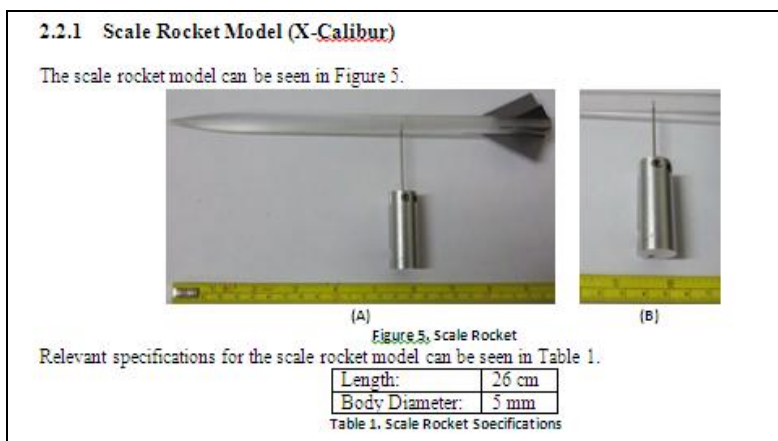 2.2.1 Scale Rocket Model (X-Calibur)
The scale rocket model can be seen in Figure 5.
(A) (B)
Figure 5. Scale Rocket
Relevant specifications for the scale rocket model can be seen in Table 1.
Length: 26 cm
Body Diameter: 5 mm
Table 1. Scale Rocket Specifications